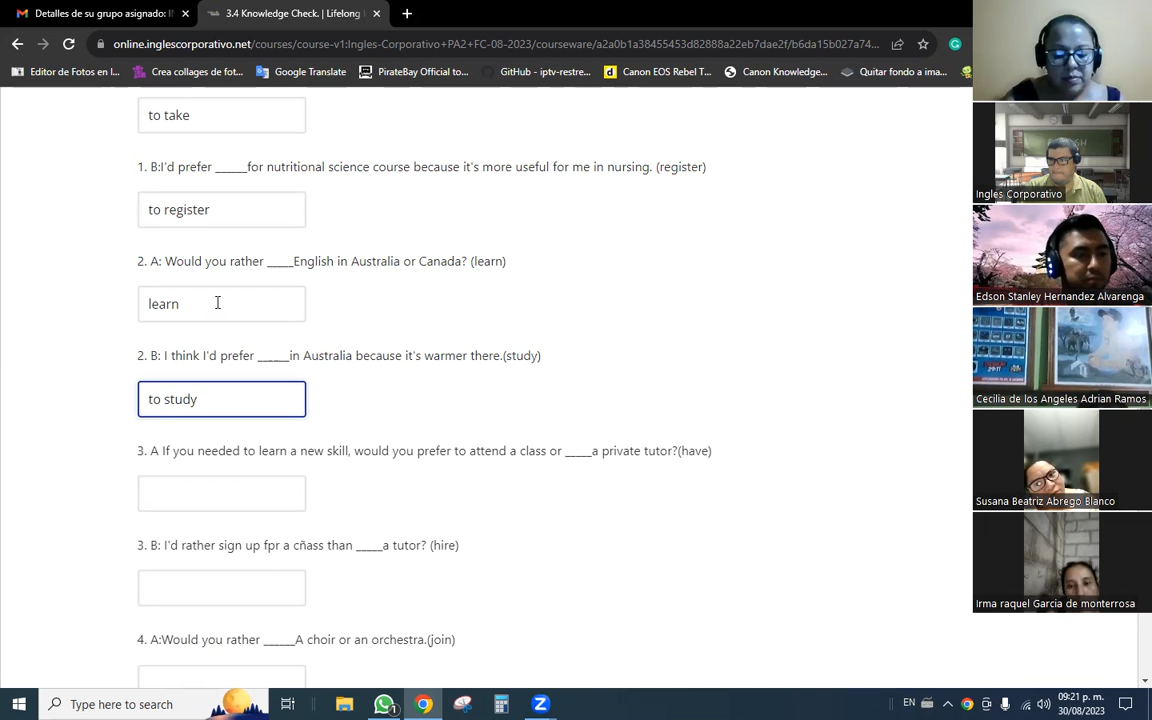 Detalles de su grupo asignado: I
3.4 Knowledge Check. | Lifelong
online.inglescorporativo.net/courses/course-v1:Ingles-Corporativo+PA2+FC-08-2023/courseware/a2a0b1a38455453d82888a22eb7dae2f/b6da15b027a74...
Editor de Fotos en l...
Crea collages de fot...
Google Translate
PirateBay Official to...
GitHub - iptv-restre...
Canon EOS Rebel T...
Canon Knowledge...
Quitar fondo a ima...
to take
1. B:I'd prefer ______for nutritional science course because it's more useful for me in nursing. (register)
to register
2. A: Would you rather _____English in Australia or Canada? (learn)
learn
2. B: I think I'd prefer ______in Australia because it's warmer there.(study)
to study
3. A If you needed to learn a new skill, would you prefer to attend a class or _____a private tutor?(have)
3. B: I'd rather sign up fpr a cñass than _____a tutor? (hire)
4. A:Would you rather ______A choir or an orchestra.(join)
Ingles Corporativo
Edson Stanley Hernandez Alvarenga
Cecilia de los Angeles Adrian Ramos
Susana Beatriz Abrego Blanco
Irma raquel Garcia de monterrosa
Type here to search
1
EN
09:21 p. m.
30/08/2023